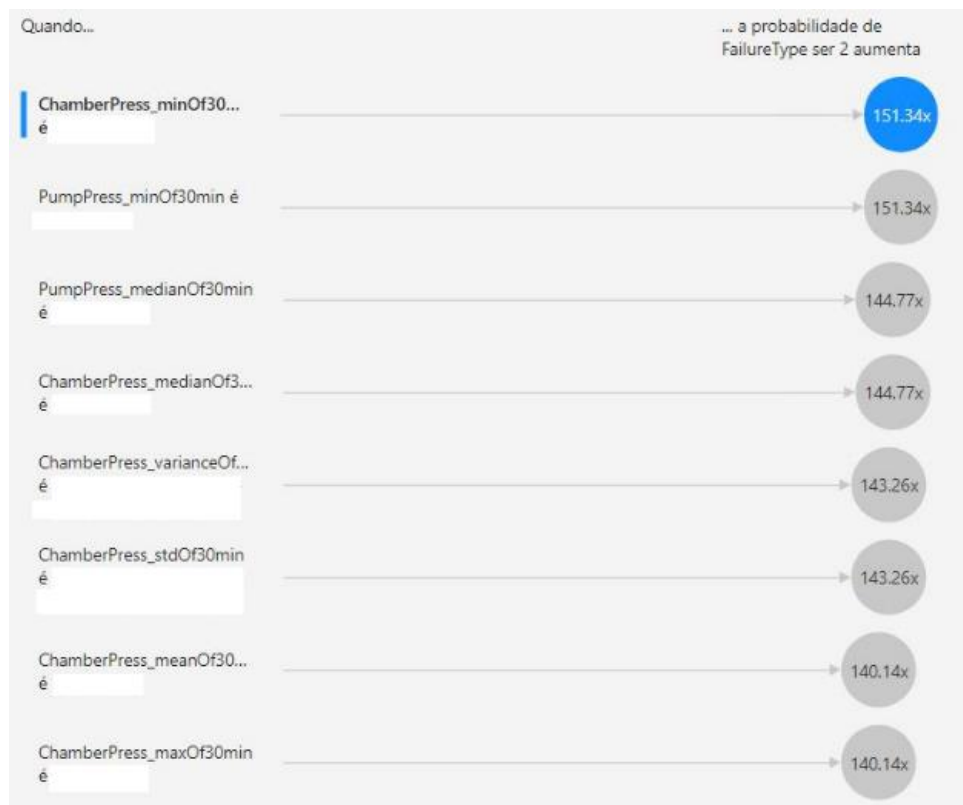 Quando...
... a probabilidade de
FailureType ser 2 aumenta
ChamberPress_minOf30...
é
151.34x
PumpPress_minOf30min é
151.34x
PumpPress_medianOf30min
é
144.77x
ChamberPress_medianOf3...
é
144.77x
ChamberPress_varianceOf...
é
143.26x
ChamberPress_stdOf30min
é
143.26x
ChamberPress_meanOf30...
é
140.14x
ChamberPress_maxOf30min
é
140.14x